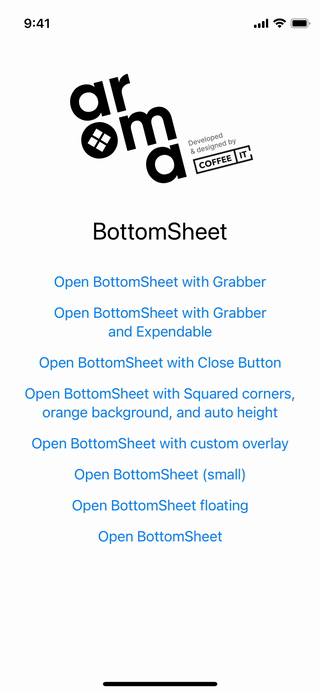 9:41
ar
oma
Developed
& designed by
COFFEE IT
BottomSheet
Open BottomSheet with Grabber
Open BottomSheet with Grabber
and Expendable
Open BottomSheet with Close Button
Open BottomSheet with Squared corners,
orange background, and auto height
Open BottomSheet with custom overlay
Open BottomSheet (small)
Open BottomSheet floating
Open BottomSheet